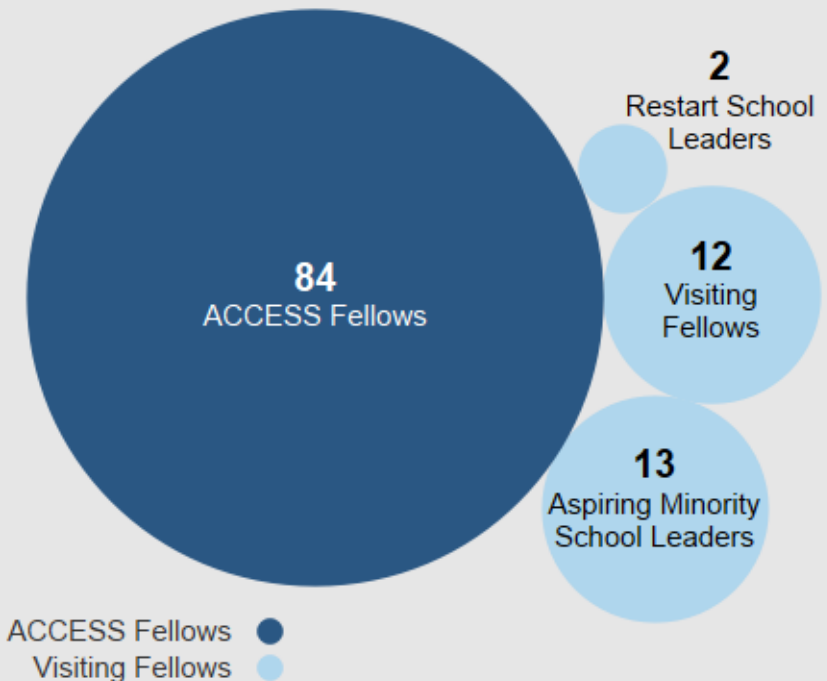 2
Restart School
Leaders
84
ACCESS Fellows
12
Visiting
Fellows
13
Aspiring Minority
School Leaders
ACCESS Fellows
Visiting Fellows